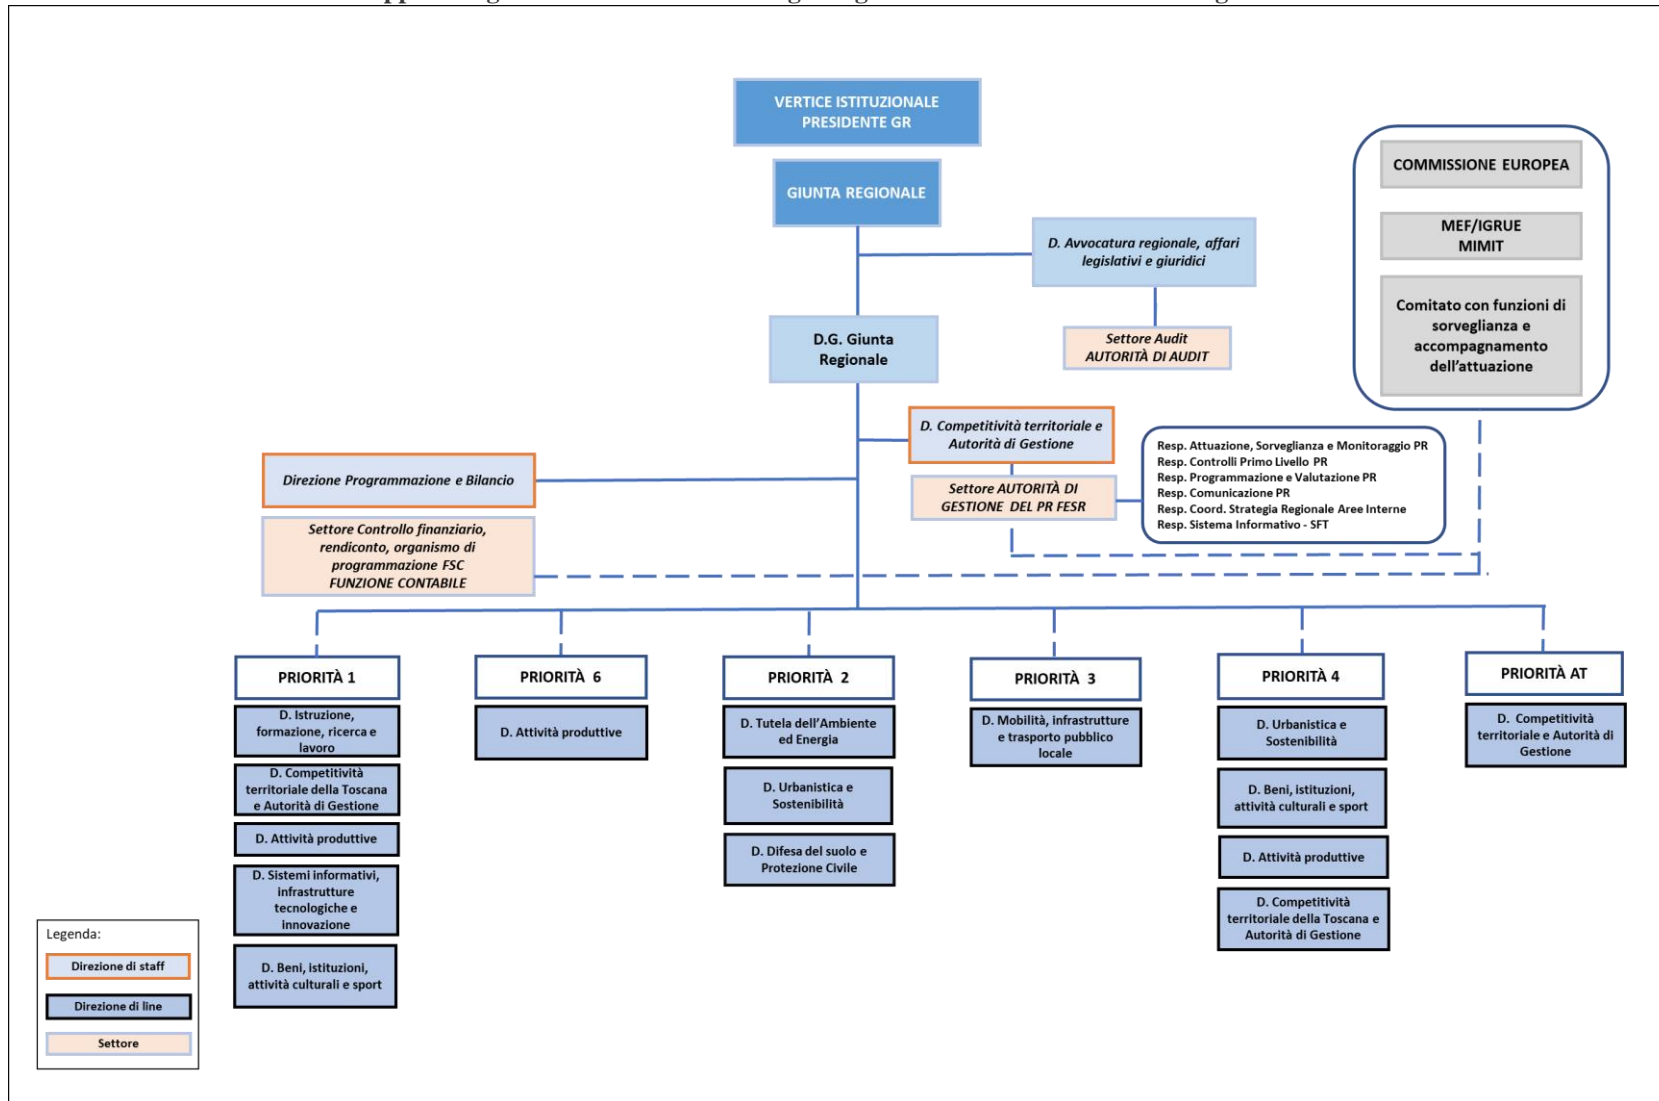 VERTICE ISTITUZIONALE
PRESIDENTE GR
GIUNTA REGIONALE
D. Avvocatura regionale, affari
legislativi e giuridici
Settore Audit
AUTORITÀ DI AUDIT
D.G. Giunta
Regionale
COMMISSIONE EUROPEA
MEF/IGRUE
MIMIT
Comitato con funzioni di
sorveglianza e
accompagnamento
dell'attuazione
D. Competitività territoriale e
Autorità di Gestione
Settore AUTORITÀ DI
GESTIONE DEL PR FESR
Resp. Attuazione, Sorveglianza e Monitoraggio PR
Resp. Controlli Primo Livello PR
Resp. Programmazione e Valutazione PR
Resp. Comunicazione PR
Resp. Coord. Strategia Regionale Aree Interne
Resp. Sistema Informativo - SFT
Direzione Programmazione e Bilancio
Settore Controllo finanziario,
rendiconto, organismo di
programmazione FSC
FUNZIONE CONTABILE
PRIORITÀ 1
D. Istruzione,
formazione, ricerca e
lavoro
D. Competitività
territoriale della Toscana
e Autorità di Gestione
D. Attività produttive
D. Sistemi informativi,
infrastrutture
tecnologiche e
innovazione
D. Beni, istituzioni,
attività culturali e sport
PRIORITÀ 6
D. Attività produttive
PRIORITÀ 2
D. Tutela dell'Ambiente
ed Energia
D. Urbanistica e
Sostenibilità
D. Difesa del suolo e
Protezione Civile
PRIORITÀ 3
D. Mobilità, infrastrutture
e trasporto pubblico
locale
PRIORITÀ 4
D. Urbanistica e
Sostenibilità
D. Beni, istituzioni,
attività culturali e sport
D. Attività produttive
D. Competitività
territoriale della Toscana e
Autorità di Gestione
PRIORITÀ AT
D. Competitività
territoriale e Autorità di
Gestione
Legenda:
Direzione di staff
Direzione di line
Settore